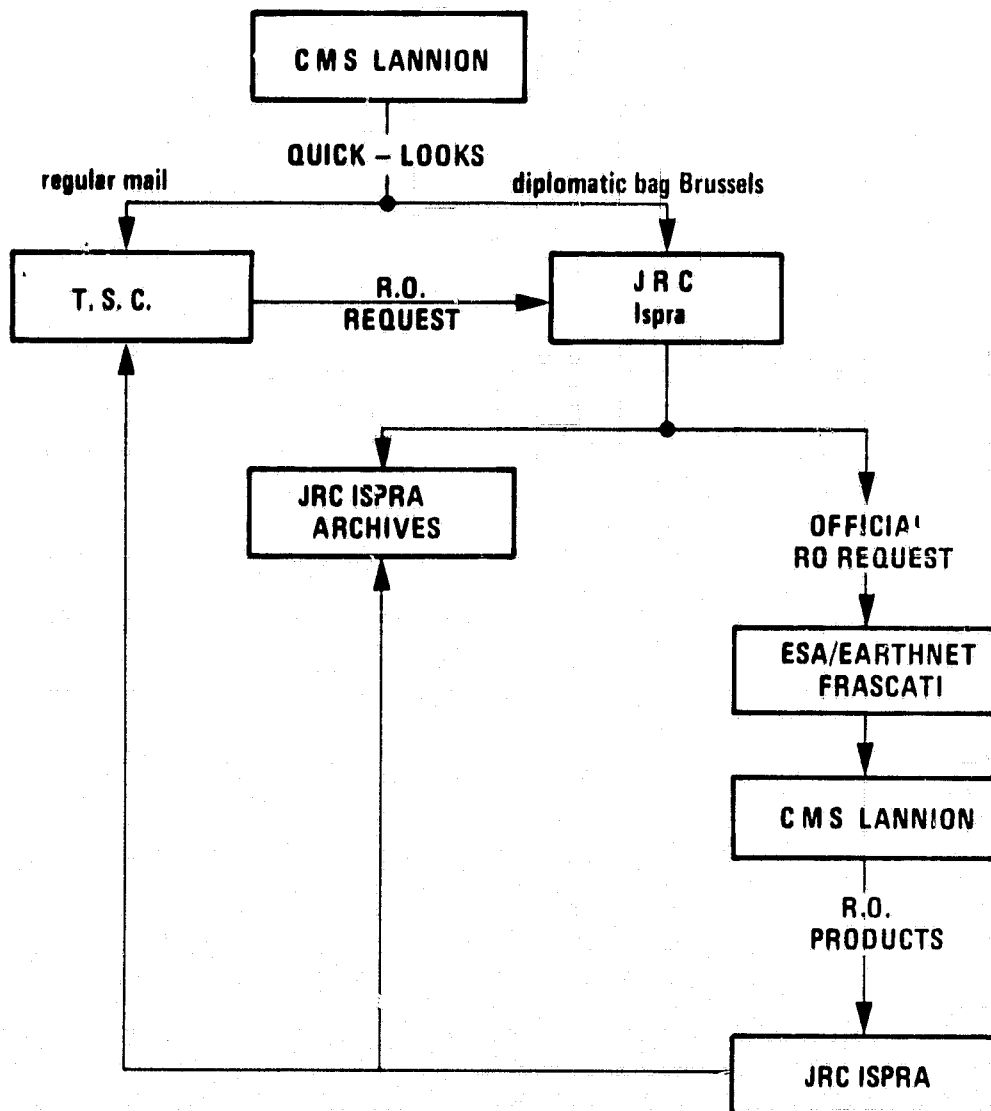 CMS LANNION
QUICK – LOOKS
regular mail
diplomatic bag Brussels
T. S. C.
R.O.
REQUEST
J R C
Ispra
JRC ISPRA
ARCHIVES
OFFICIAL
RO REQUEST
ESA/EARTHNET
FRASCATI
CMS LANNION
R.O.
PRODUCTS
JRC ISPRA